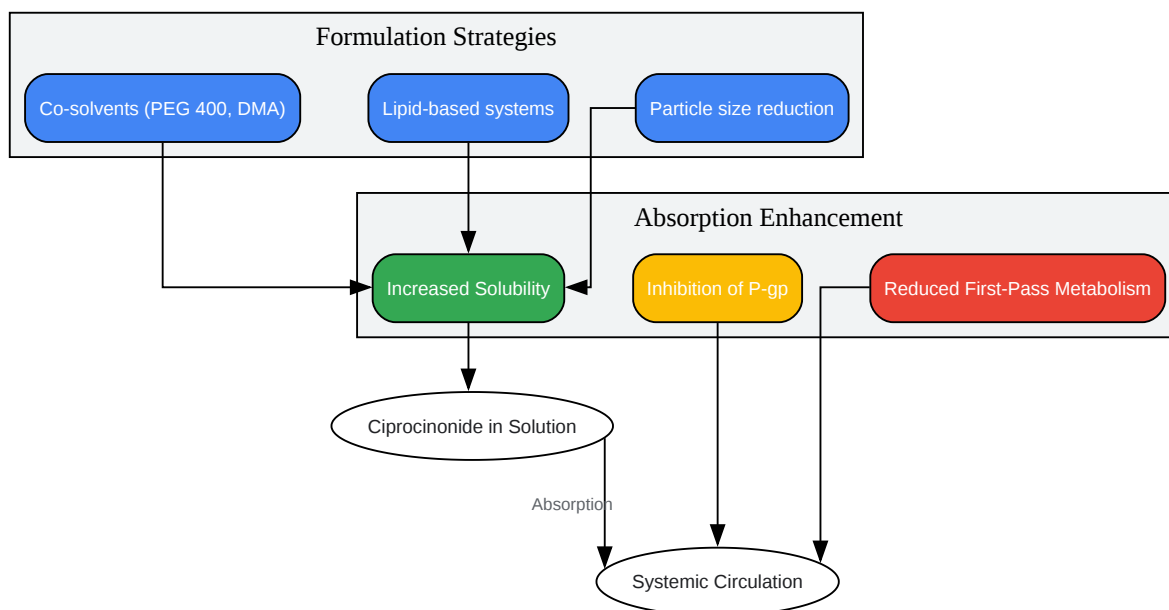 Formulation Strategies
Co-solvents (PEG 400, DMA)
Lipid-based systems
Particle size reduction
Absorption Enhancement
Increased Solubility
Inhibition of P-gp
Reduced First-Pass Metabolism
Ciprocinonide in Solution
Absorption
Systemic Circulation